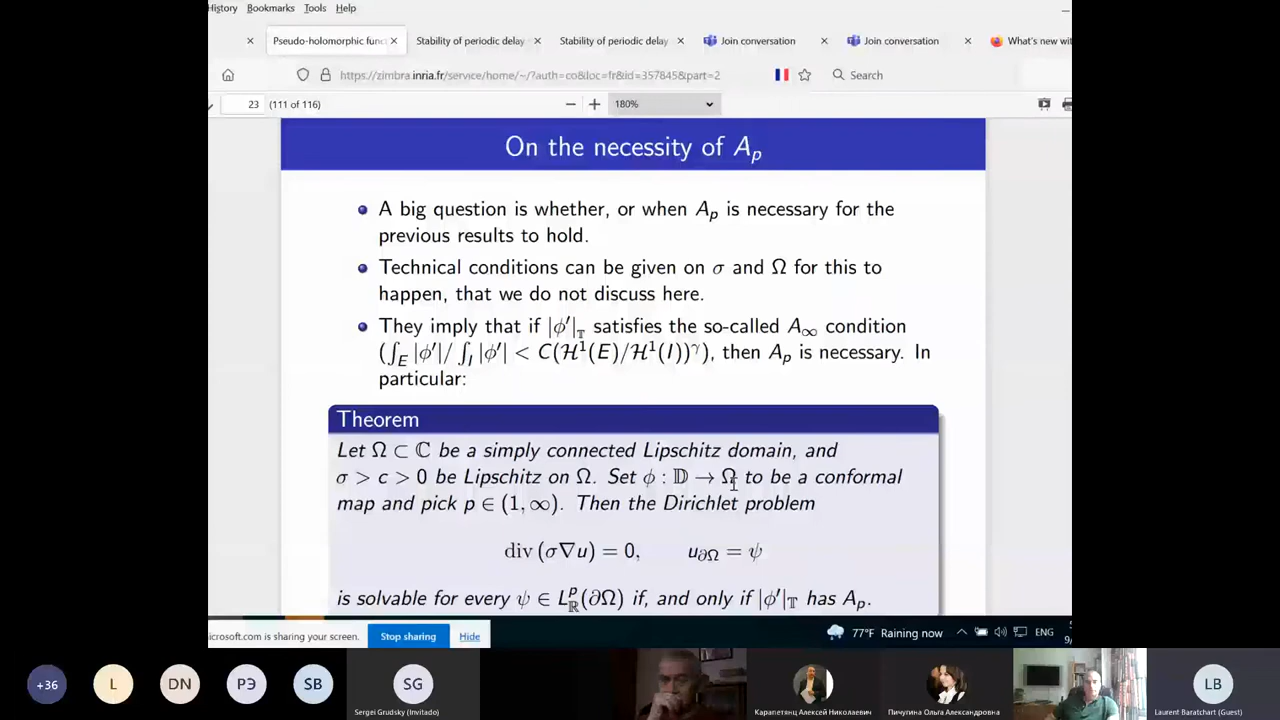 History Bookmarks Tools Help
Pseudo-holomorphic func × Stability of periodic delay × Stability of periodic delay × Join conversation × Join conversation × What's new wit
https://zimbra.inria.fr/service/home/~/?auth=co&loc=fr&id=357845&part=2 Search
23 (111 of 116) 180%
On the necessity of Aₚ
A big question is whether, or when Aₚ is necessary for the
previous results to hold.
Technical conditions can be given on σ and Ω for this to
happen, that we do not discuss here.
They imply that if |ϕ′|_𝕋 satisfies the so-called A_∞ condition
(∫_E |ϕ′|/ ∫_I |ϕ′| < C(ℋ¹(E)/ℋ¹(I))^γ), then Aₚ is necessary. In
particular:
Theorem
Let Ω ⊂ ℂ be a simply connected Lipschitz domain, and
σ > c > 0 be Lipschitz on Ω. Set ϕ : 𝔻 → Ω to be a conformal
map and pick p ∈ (1, ∞). Then the Dirichlet problem
div (σ∇u) = 0, u_∂Ω = ψ
is solvable for every ψ ∈ L^p_ℝ(∂Ω) if, and only if |ϕ′|_𝕋 has Aₚ.
icrosoft.com is sharing your screen. Stop sharing Hide
77°F Raining now ENG
+36 L DN РЭ SB SG LB
Sergei Grudsky (Invitado) Карапетянц Алексей Николаевич Пичугина Ольга Александровна Laurent Baratchart (Guest)